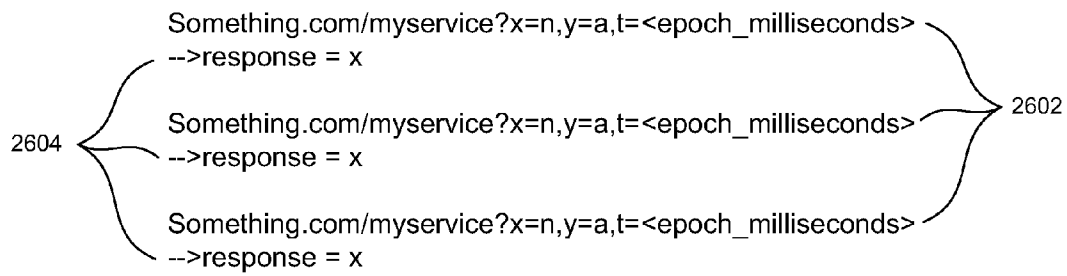 Something.com/myservice?x=n,y=a,t=<epoch_milliseconds>
-->response = x
Something.com/myservice?x=n,y=a,t=<epoch_milliseconds>
2602
2604
-->response = x
Something.com/myservice?x=n,y=a,t=<epoch_milliseconds>
-->response = x